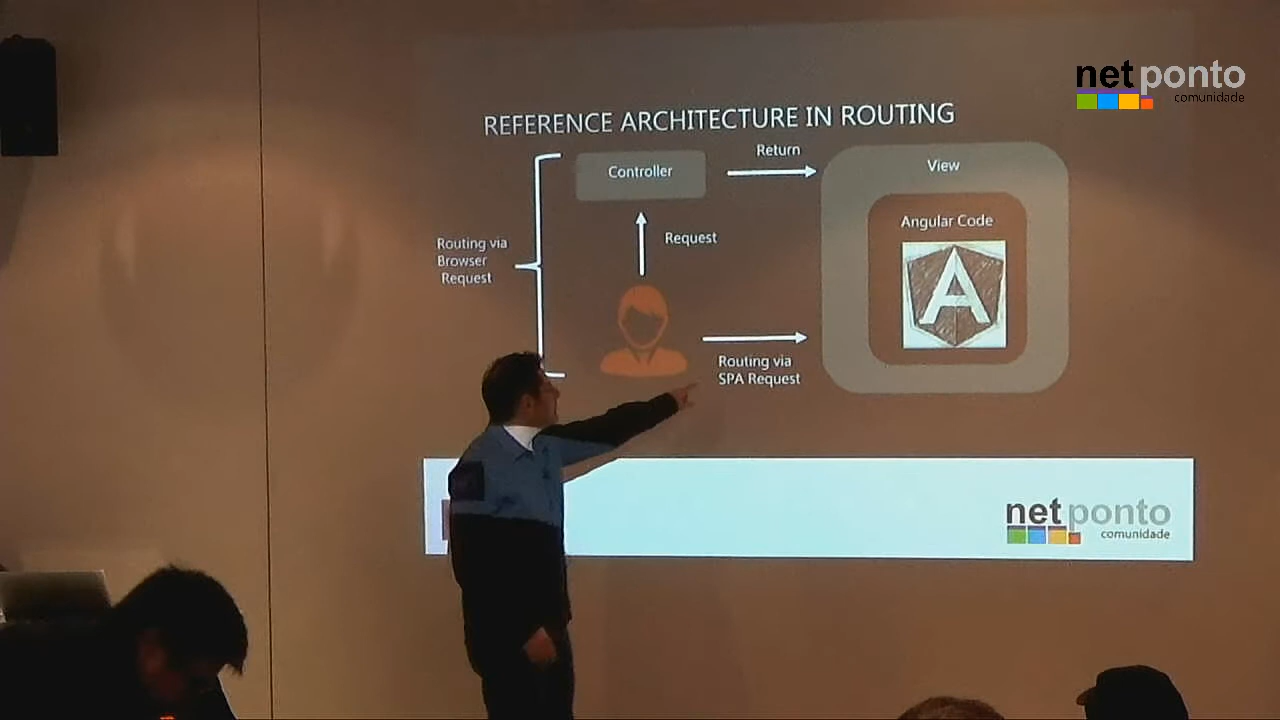 net ponto
comunidade
REFERENCE ARCHITECTURE IN ROUTING
Controller
Return
View
Angular Code
A
Request
Routing via
Browser
Request
Routing via
SPA Request
net ponto
comunidade